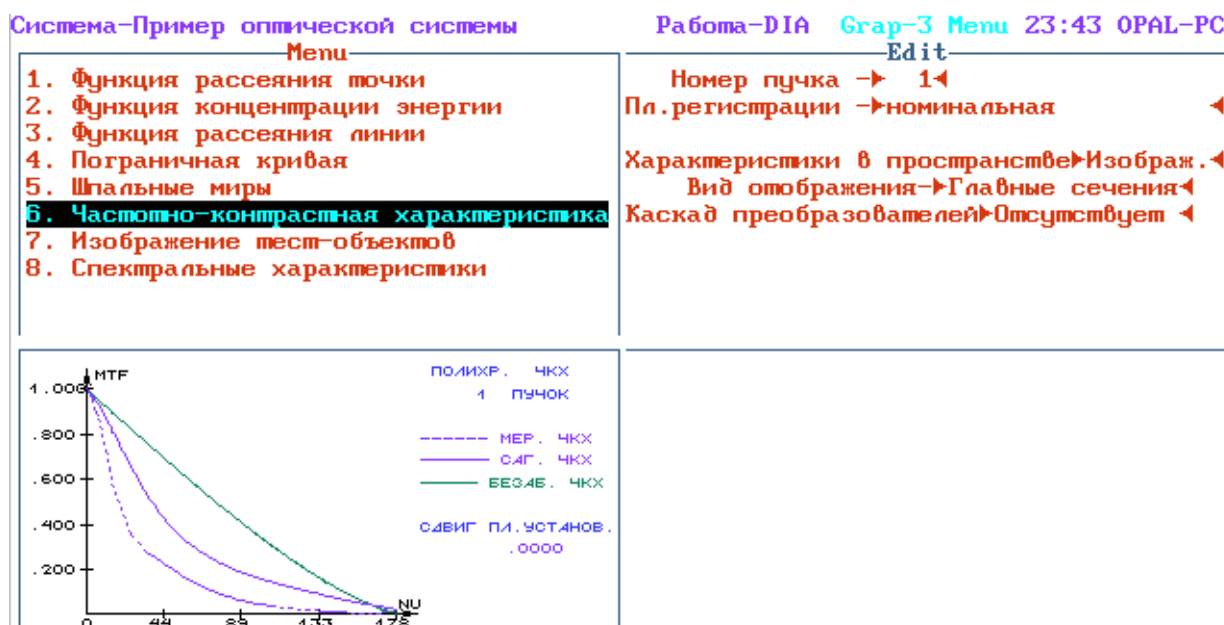 Система-Пример оптической системы Работа-DIA Grap-3 Menu 23:43 OPAL-PC
Menu
1. Функция рассеяния точки
2. Функция концентрации энергии
3. Функция рассеяния линии
4. Пограничная кривая
5. Шпальные миры
6. Частотно-контрастная характеристика
7. Изображение тест-объектов
8. Спектральные характеристики
Edit
Номер пучка -► 1◄
Пл.регистрации -►номинальная ◄
Характеристики в пространстве►Изображ.◄
Вид отображения-►Главные сечения◄
Каскад преобразователей►Отсутствует ◄
MTF
1.000
.800
.600
.400
.200
0 44 89 133 178
NU
ПОЛИХР. ЧКХ
1 ПУЧОК
МЕР. ЧКХ
САГ. ЧКХ
БЕЗАБ. ЧКХ
СДВИГ ПЛ.УСТАНОВ.
.0000